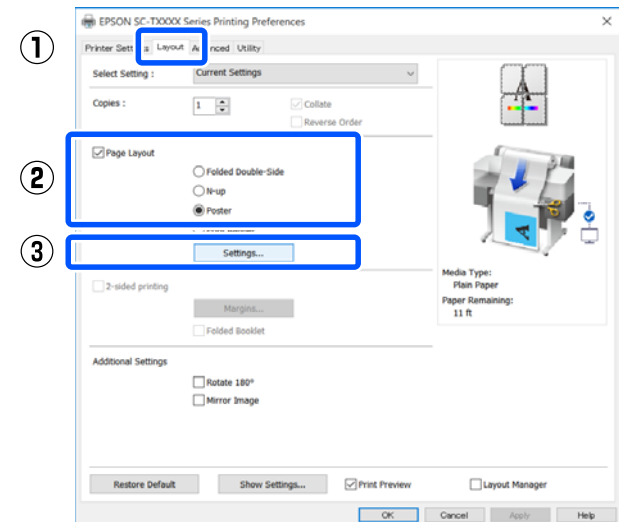 EPSON SC-TXXXX Series Printing Preferences
1
Layout
Utility
Select Setting :
Current Settings
Copies :
1
Collate
Reverse Order
2
Page Layout
Folded Double-Side
N-up
Poster
3
Settings...
2-sided printing
Margins...
Folded Booklet
Media Type:
Plain Paper
Paper Remaining:
11 ft
Additional Settings
Rotate 180°
Mirror Image
Restore Default
Show Settings...
Print Preview
Layout Manager
OK
Cancel
Apply
Help